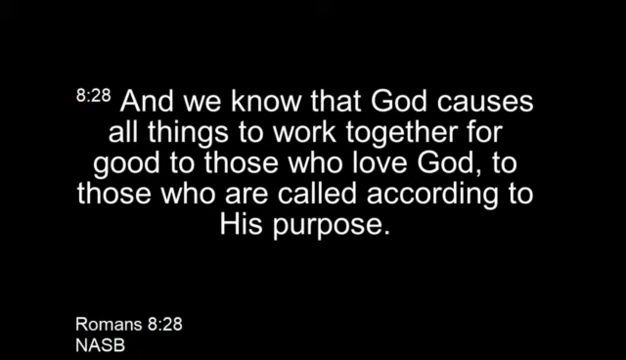 8:28 And we know that God causes
all things to work together for
good to those who love God, to
those who are called according to
His purpose.
Romans 8:28
NASB